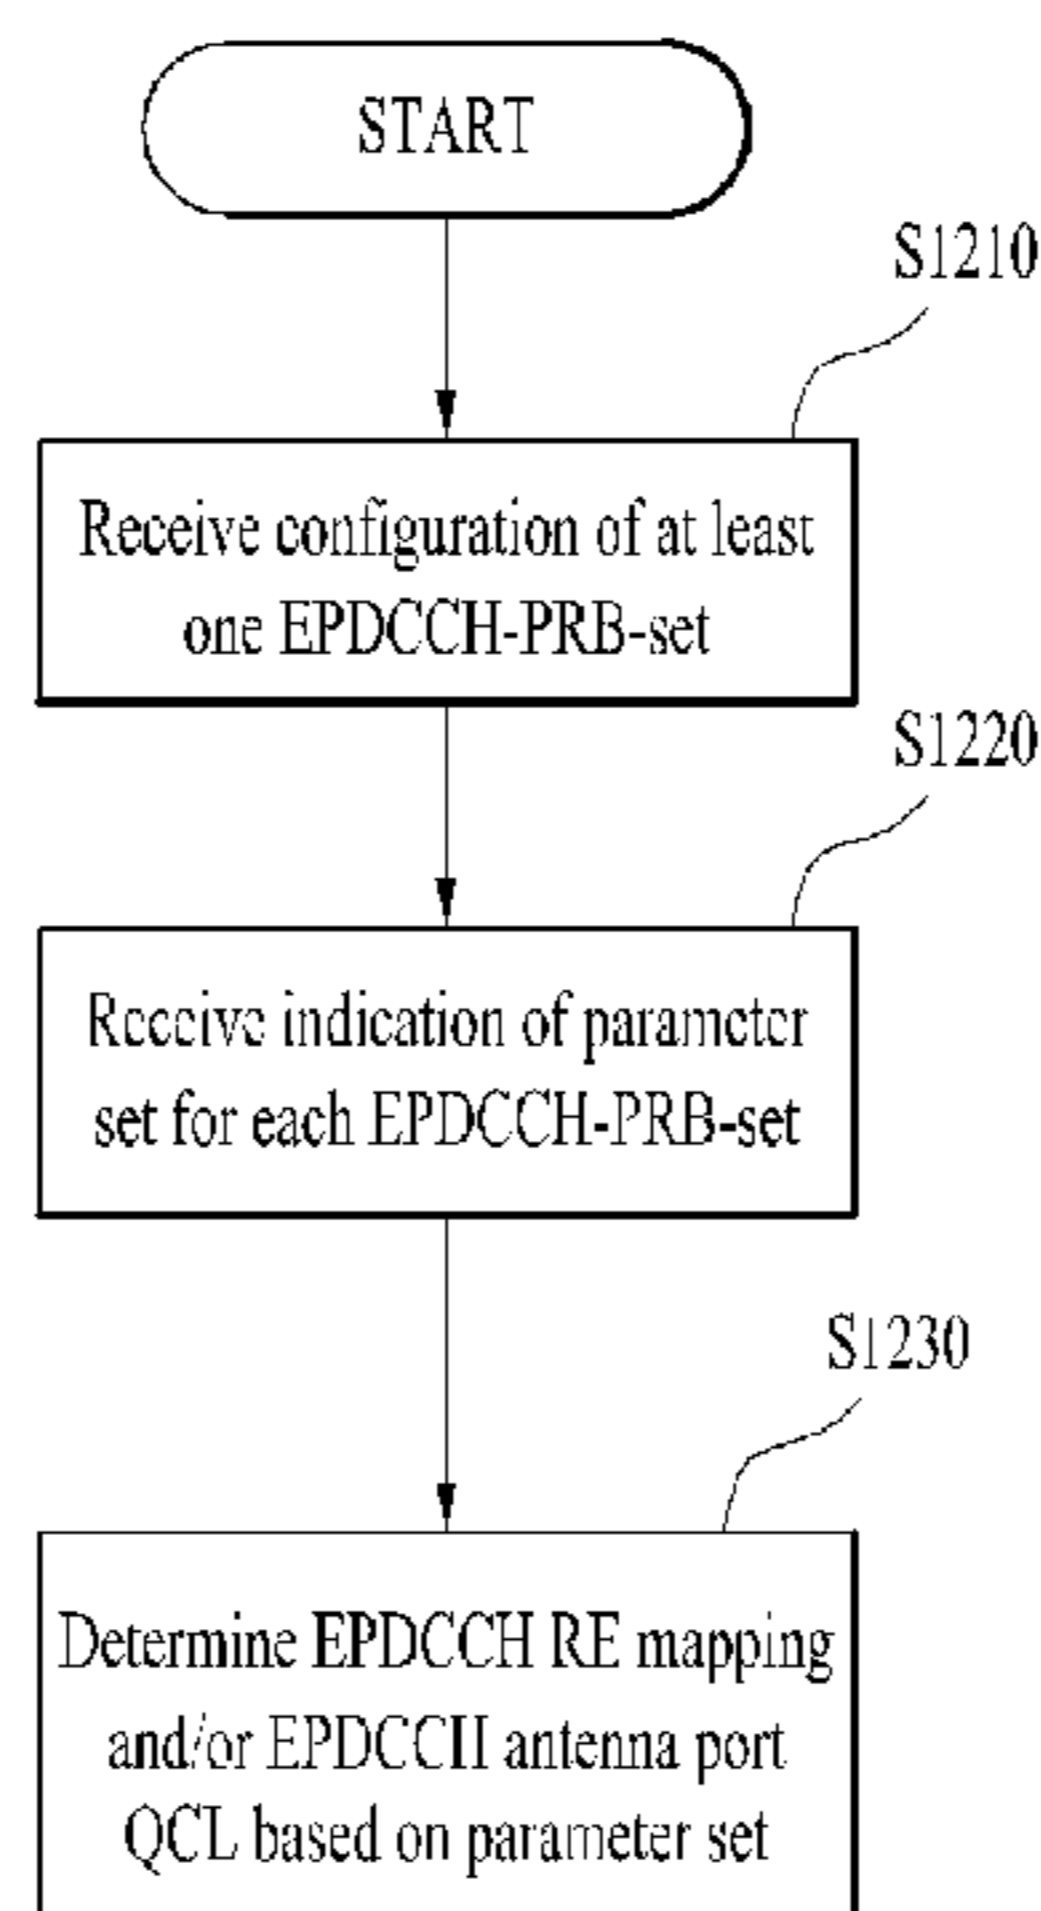 START
S1210
Receive configuration of at least
one EPDCCH-PRB-set
S1220
Receive indication of parameter
set for each EPDCCH-PRB-set
S1230
Determine EPDCCH RE mapping
and/or EPDCCH antenna port
QCL based on parameter set